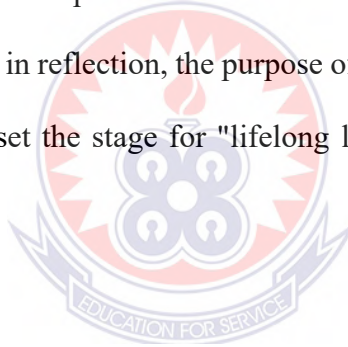 in reflection, the purpose o
set the stage for "lifelong l
EDUCATION FOR SERVICE